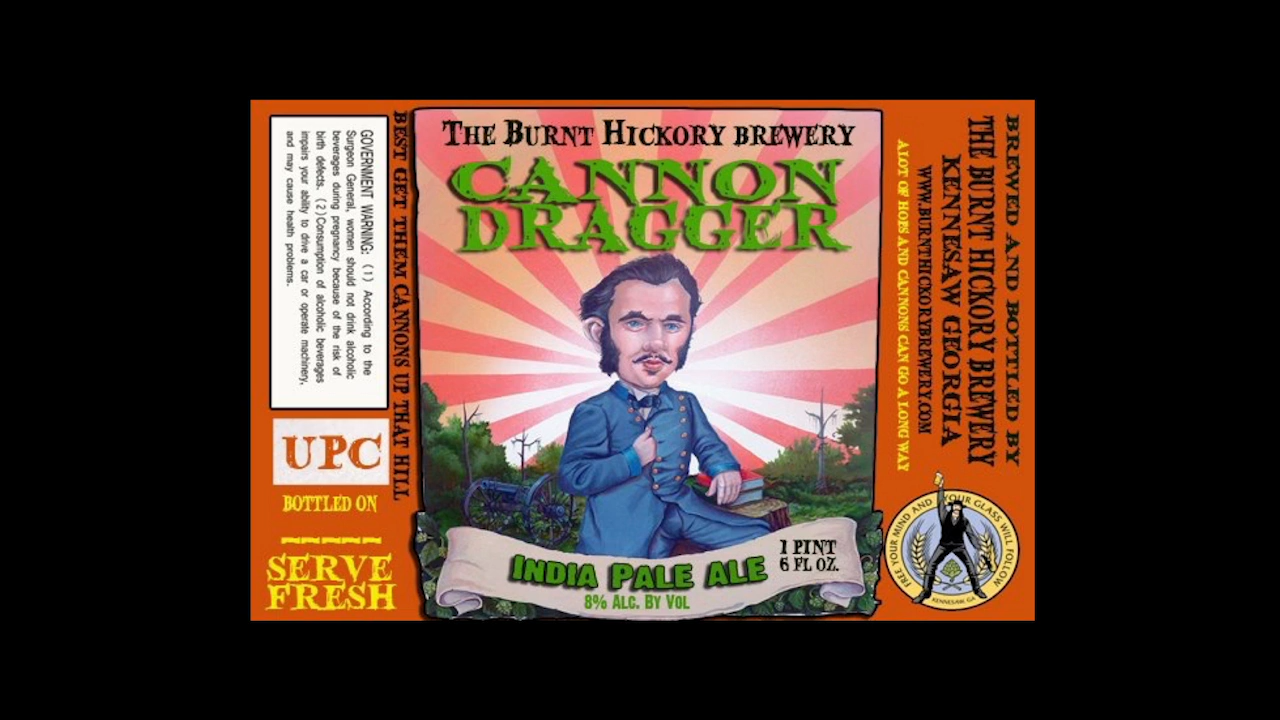 GOVERNMENT WARNING: (1) According to the
Surgeon General, women should not drink alcoholic
beverages during pregnancy because of the risk of
birth defects. (2)Consumption of alcoholic beverages
impairs your ability to drive a car or operate machinery,
and may cause health problems.
UPC
BOTTLED ON
SERVE
FRESH
BEST GET THEM CANNONS UP THAT HILL
THE BURNT HICKORY BREWERY
CANNON
DRAGGER
INDIA PALE ALE
8% ALC. BY VOL
1 PINT
6 FL OZ.
BREWED AND BOTTLED BY
THE BURNT HICKORY BREWERY
KENNESAW GEORGIA
WWW.BURNTHICKORYBREWERY.COM
ALOT OF HOPS AND CANNONS CAN GO A LONG WAY
FREE YOUR MIND AND YOUR GLASS WILL FOLLOW
KENNESAW, GA